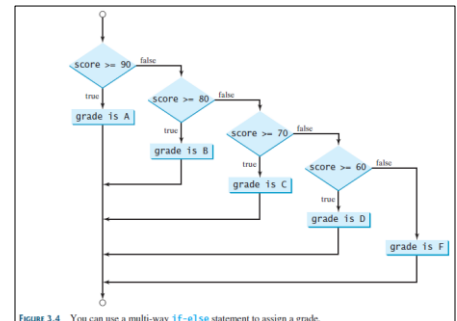 score >= 90
false
true
grade is A
score >= 80
false
true
grade is B
score >= 70
false
true
grade is C
score >= 60
false
true
grade is D
grade is F
FIGURE 3.4 You can use a multi-way if-else statement to assign a grade.